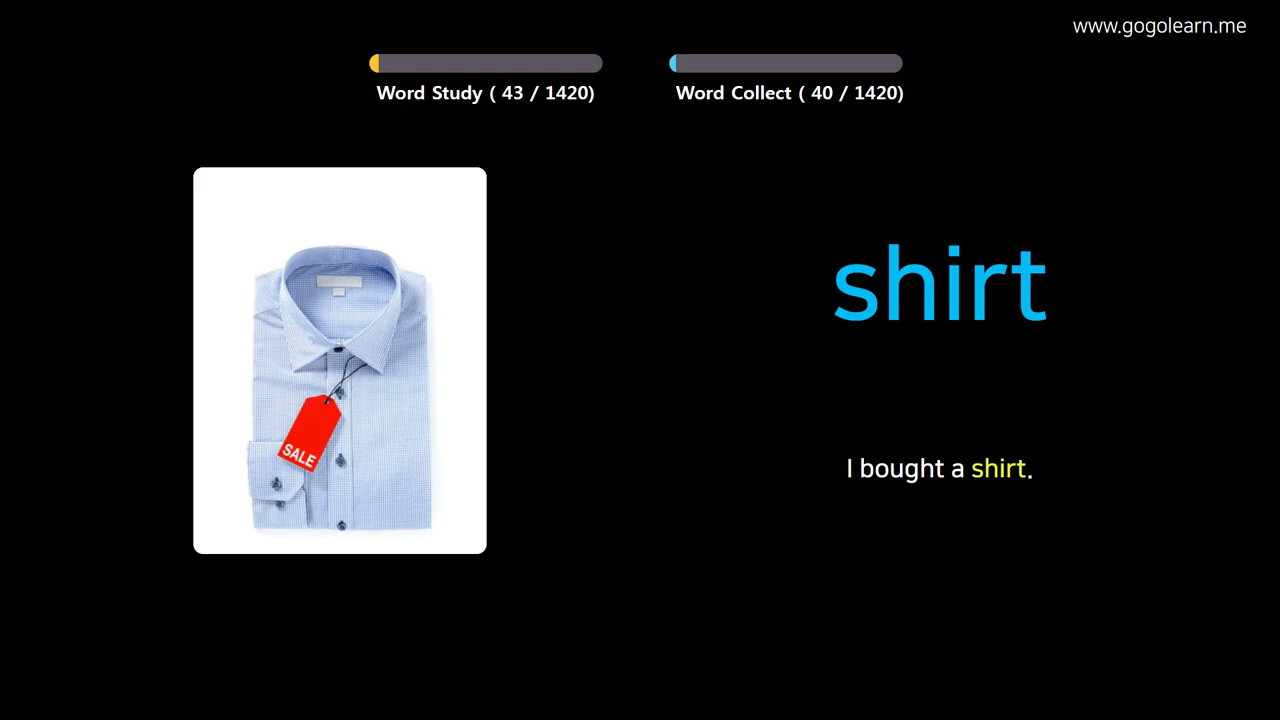 www.gogolearn.me
Word Study ( 43 / 1420)
Word Collect ( 40 / 1420)
shirt
SALE
I bought a shirt.